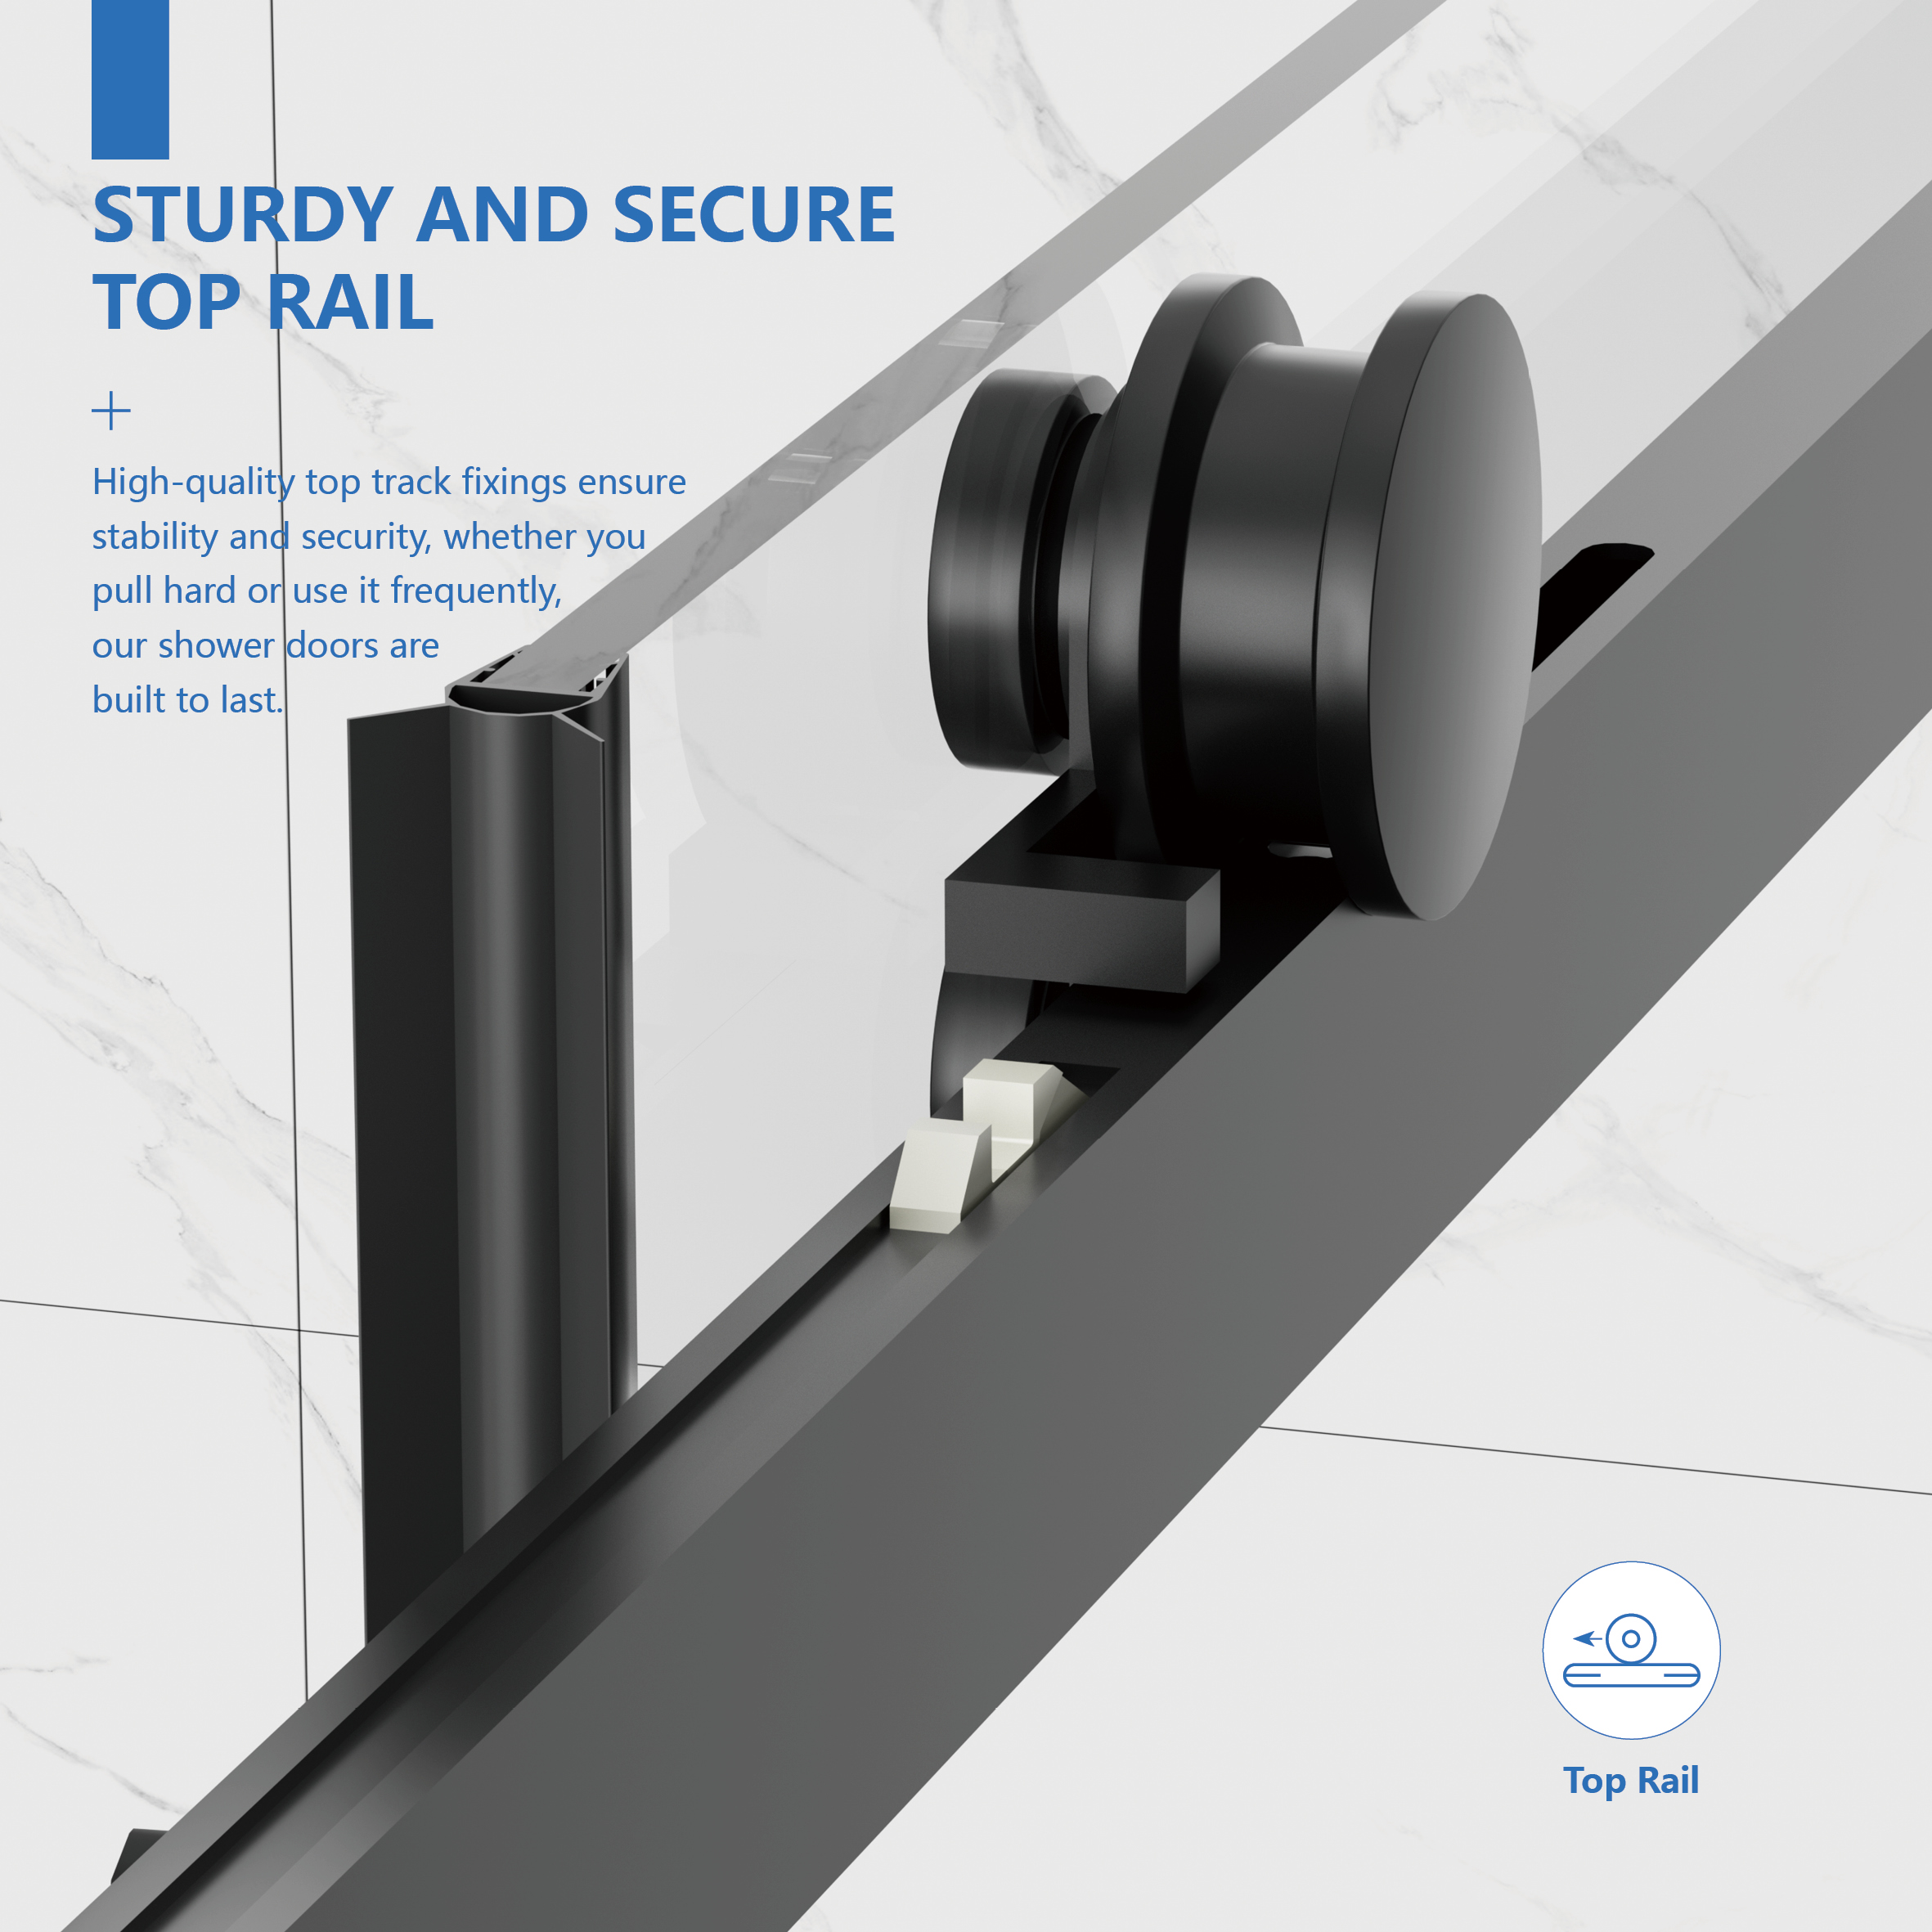 STURDY AND SECURE
TOP RAIL
High-quality top track fixings ensure
stability and security, whether you
pull hard or use it frequently,
our shower doors are
built to last.
Top Rail